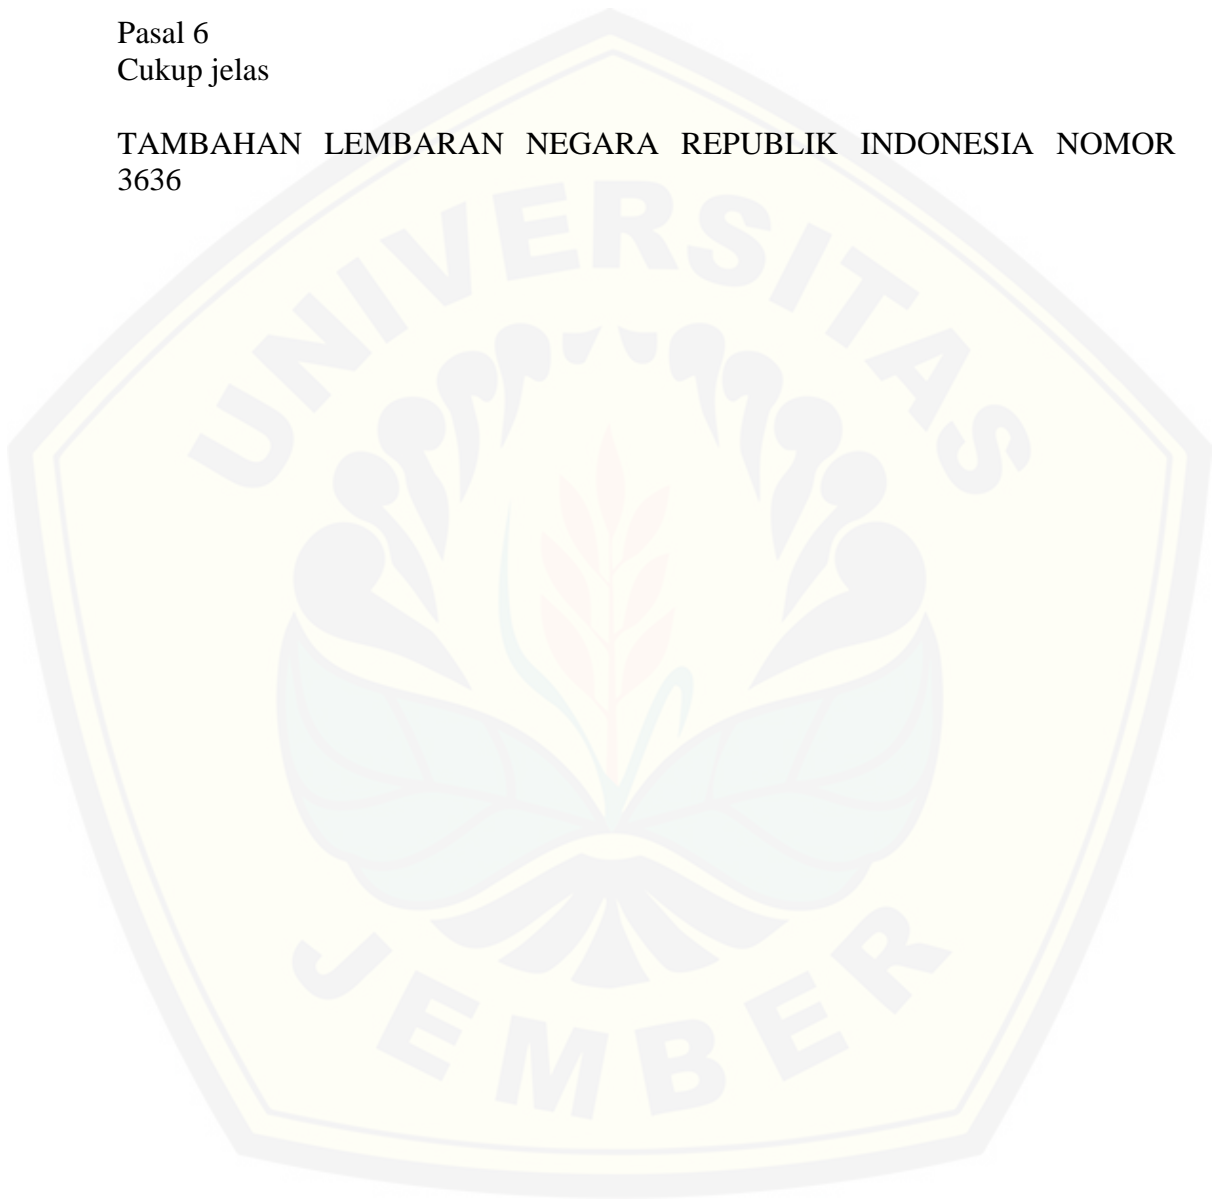 Pasal 6
Cukup jelas
TAMBAHAN LEMBARAN NEGARA REPUBLIK INDONESIA NOMOR
3636
UNIVERSITAS
JEMBER